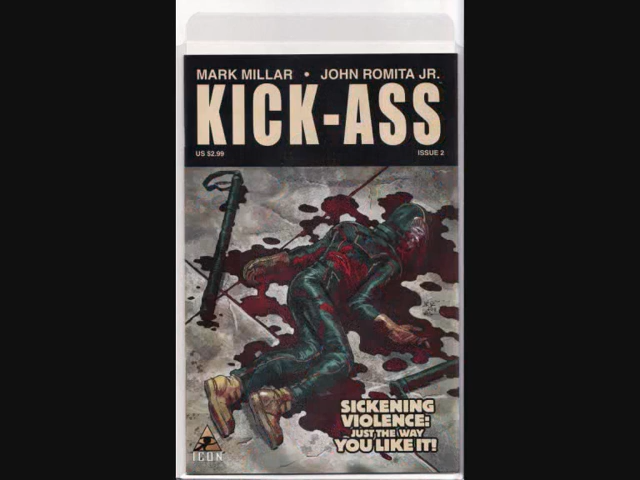 MARK MILLAR • JOHN ROMITA JR.
KICK-ASS
US $2.99 ISSUE 2
SICKENING
VIOLENCE:
JUST THE WAY
YOU LIKE IT!
ICON